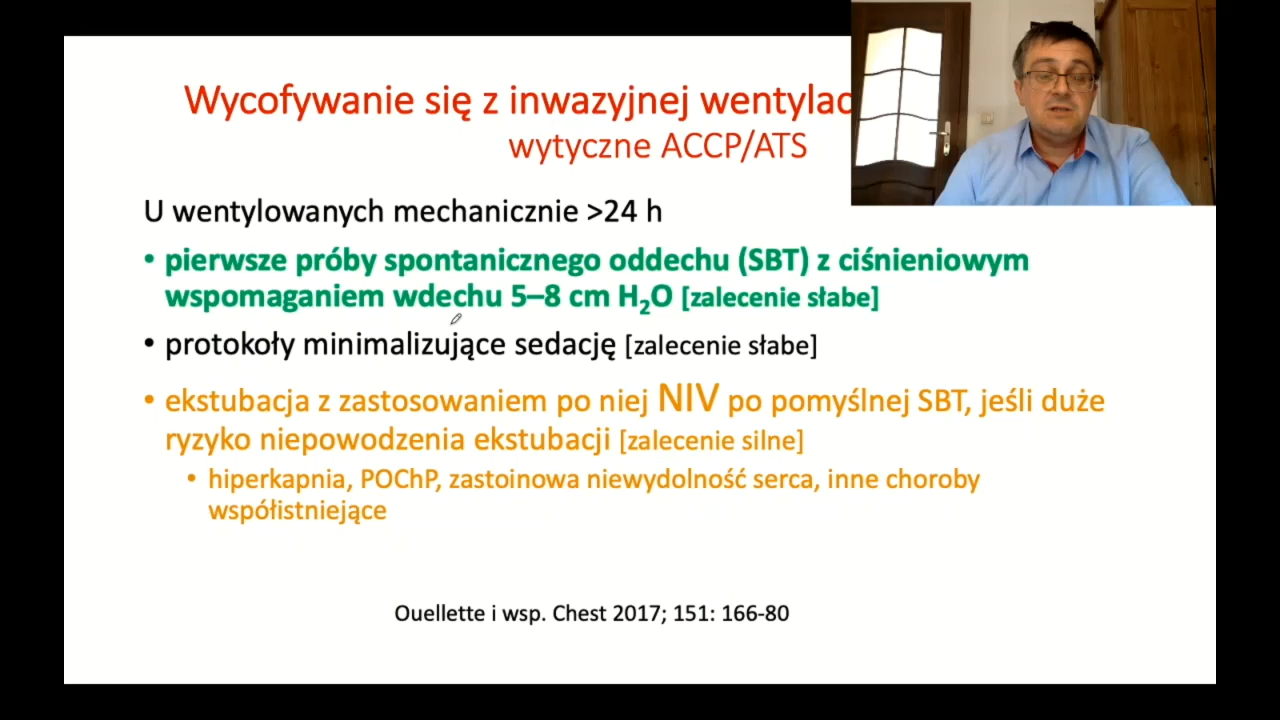 Wycofywanie się z inwazyjnej
wytyczne ACCP/ATS
U wentylowanych mechanicznie >24 h
• pierwsze próby spontanicznego oddechu (SBT) z ciśnieniowym
wspomaganiem wdechu 5–8 cm H₂O [zalecenie słabe]
• protokoły minimalizujące sedację [zalecenie słabe]
• ekstubacja z zastosowaniem po niej NIV po pomyślnej SBT, jeśli duże
ryzyko niepowodzenia ekstubacji [zalecenie silne]
• hiperkapnia, POChP, zastoinowa niewydolność serca, inne choroby
współistniejące
Ouellette i wsp. Chest 2017; 151: 166-80